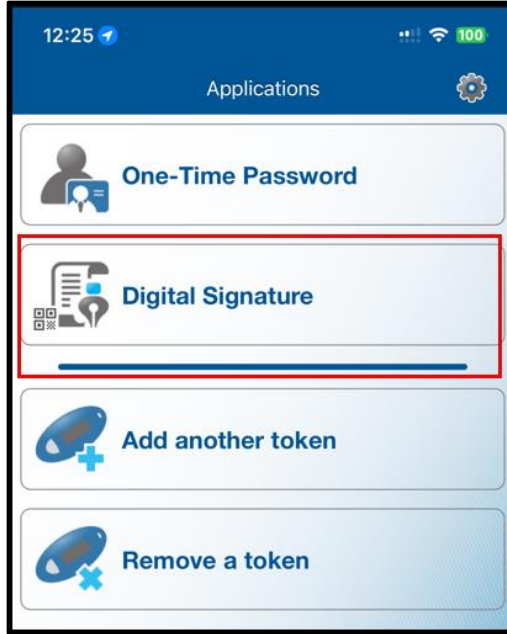 12:25
100
Applications
One-Time Password
Digital Signature
Add another token
Remove a token